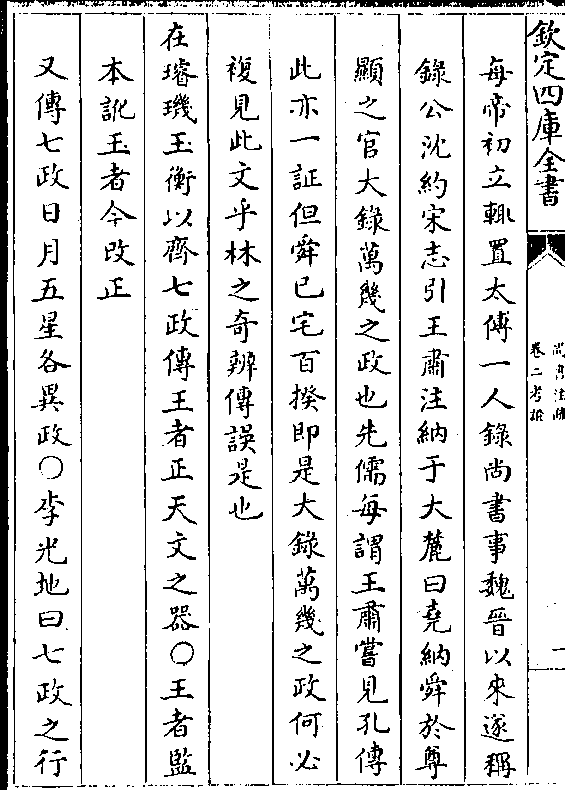 欽定四庫全書
尚書注疏
卷二考證
一
每帝初立輒置太傅一人錄尚書事魏晉以來遂稱
錄公沈約宋志引王肅注納于大麓曰堯納舜於尊
顯之官大錄萬幾之政也先儒每謂王肅嘗見孔傳
此亦一証但舜已宅百揆即是大錄萬幾之政何必
複見此文乎林之奇辨傳誤是也
在璿璣玉衡以齊七政傳王者正天文之器○王者監
本訛玉者今改正
又傳七政日月五星各異政○李光地曰七政之行